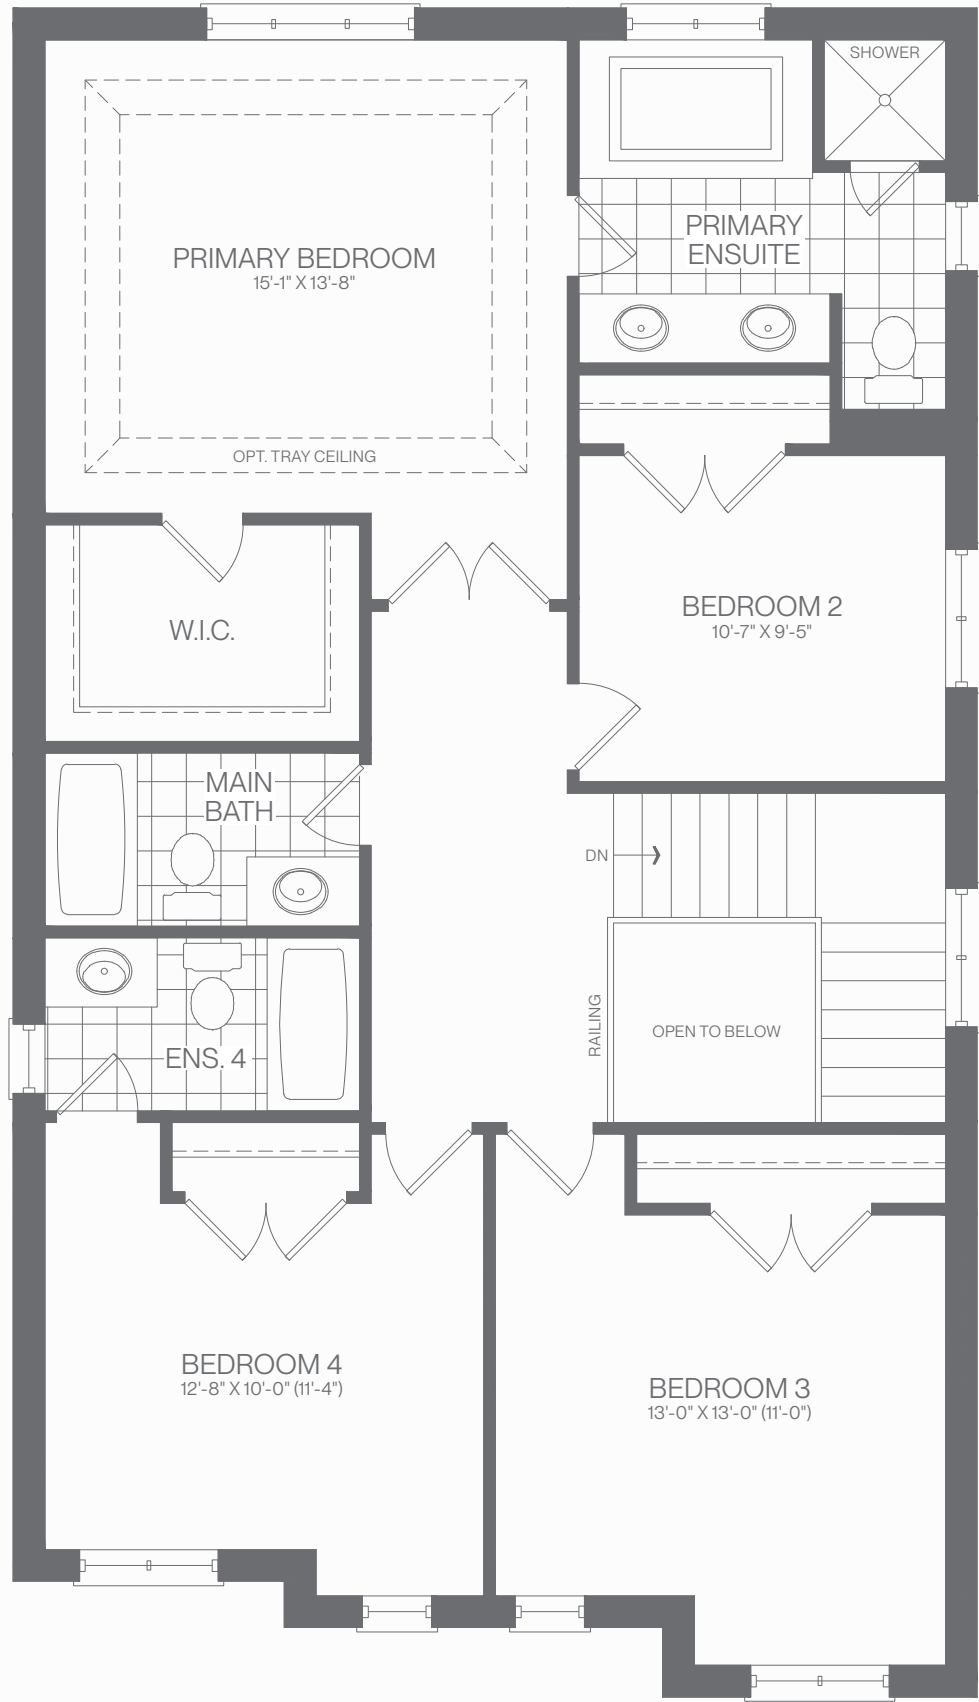 SHOWER
PRIMARY
ENSUITE
PRIMARY BEDROOM
15'-1" X 13'-8"
OPT. TRAY CEILING
W.I.C.
BEDROOM 2
10'-7" X 9'-5"
MAIN
BATH
DN
RAILING
OPEN TO BELOW
ENS. 4
BEDROOM 4
12'-8" X 10'-0" (11'-4")
BEDROOM 3
13'-0" X 13'-0" (11'-0")